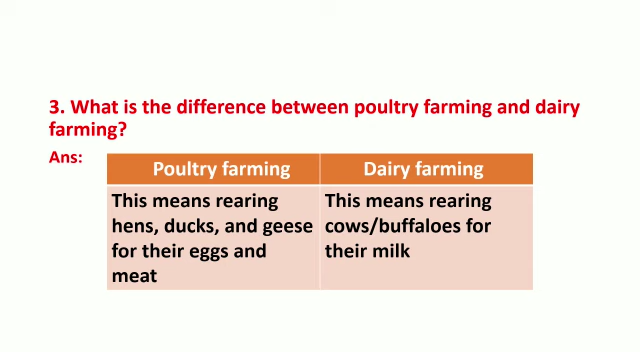 3. What is the difference between poultry farming and dairy
farming?
Ans:
Poultry farming
Dairy farming
This means rearing
hens, ducks, and geese
for their eggs and
meat
This means rearing
cows/buffaloes for
their milk